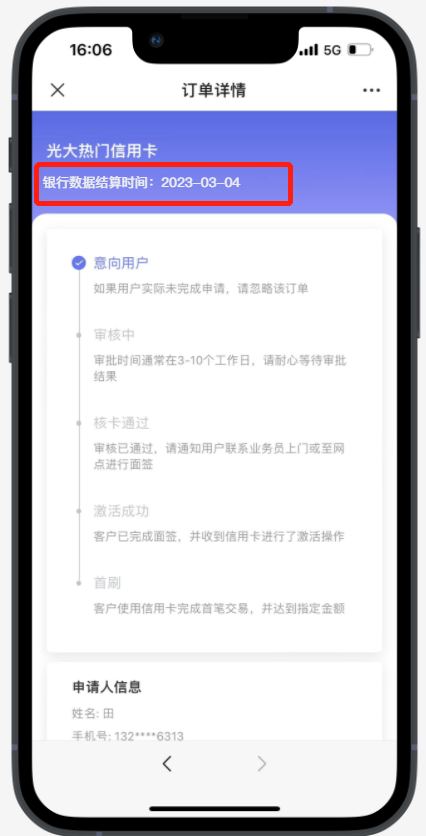 16:06
5G
订单详情
光大热门信用卡
银行数据结算时间：2023-03-04
意向用户
如果用户实际未完成申请，请忽略该订单
审核中
审批时间通常在3-10个工作日，请耐心等待审批
结果
核卡通过
审核已通过，请通知用户联系业务员上门或至网
点进行面签
激活成功
客户已完成面签，并收到信用卡进行了激活操作
首刷
客户使用信用卡完成首笔交易，并达到指定金额
申请人信息
姓名: 田
手机号: 132****6313